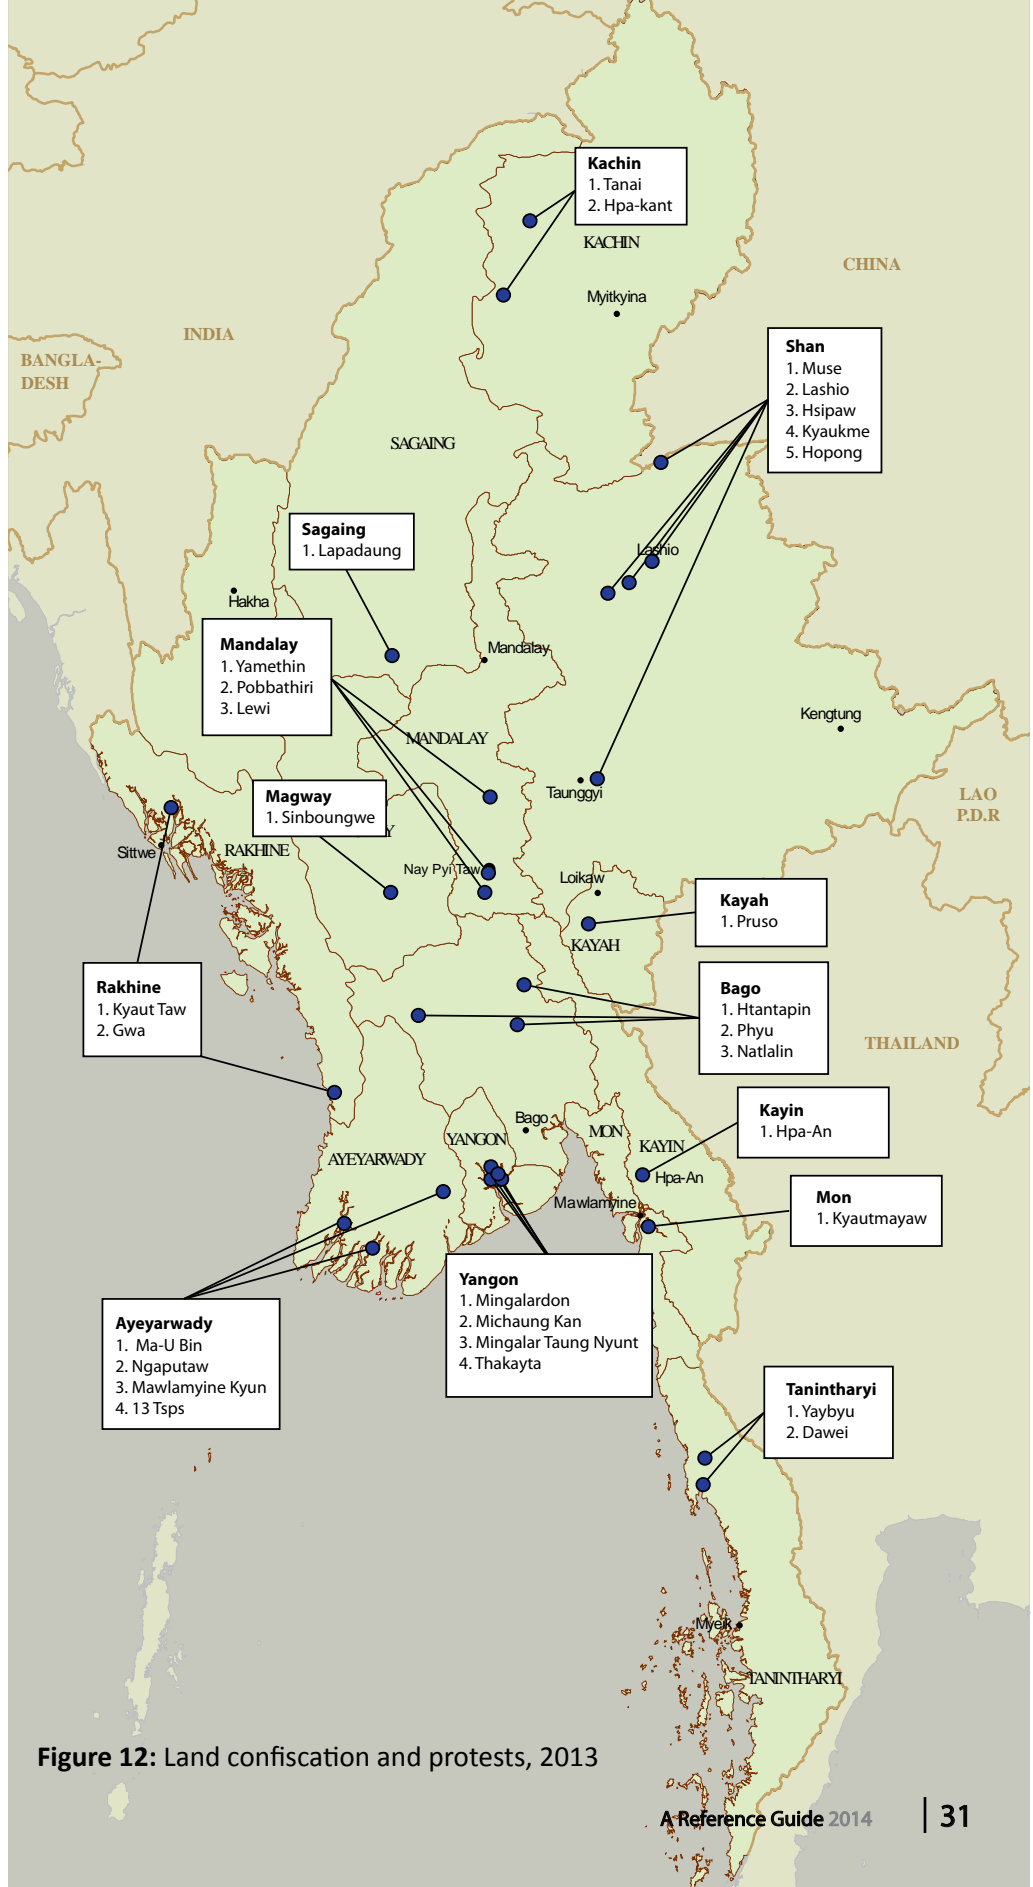 Kachin
1. Tanai
2. Hpa-kant
KACHIN
CHINA
Myitkyina
INDIA
BANGLA-
DESH
Shan
1. Muse
2. Lashio
3. Hsipaw
4. Kyaukme
5. Hopong
SAGAING
Sagaing
1. Lapadaung
Lashio
Hakha
Mandalay
1. Yamethin
2. Pobbathiri
3. Lewi
Mandalay
Kengtung
MANDALAY
Taunggyi
LAO
P.D.R
Magway
1. Sinboungwe
Y
Sittwe
RAKHINE
Nay Pyi Taw
Loikaw
Kayah
1. Pruso
KAYAH
Rakhine
1. Kyaut Taw
2. Gwa
Bago
1. Htantapin
2. Phyu
3. Natlalin
THAILAND
Kayin
1. Hpa-An
Bago
YANGON
MON
KAYIN
AYEYARWADY
Hpa-An
Mawlamyine
Mon
1. Kyautmayaw
Yangon
1. Mingalardon
2. Michaung Kan
3. Mingalar Taung Nyunt
4. Thakayta
Ayeyarwady
1. Ma-U Bin
2. Ngaputaw
3. Mawlamyine Kyun
4. 13 Tsps
Tanintharyi
1. Yaybyu
2. Dawei
Myeik
TANINTHARYI
Figure 12: Land confiscation and protests, 2013
A Reference Guide 2014 | 31